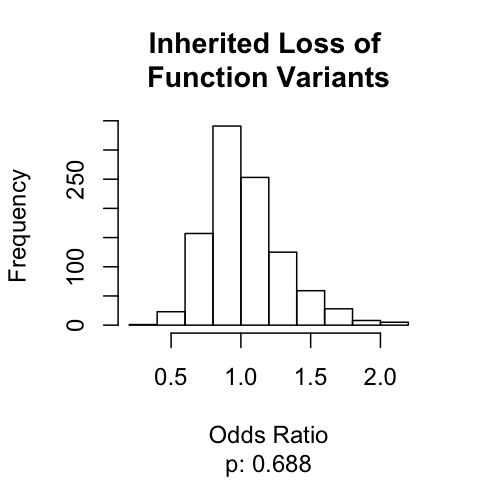 Inherited Loss of
Function Variants
Frequency
250
100
0
0.5 1.0 1.5 2.0
Odds Ratio
p: 0.688